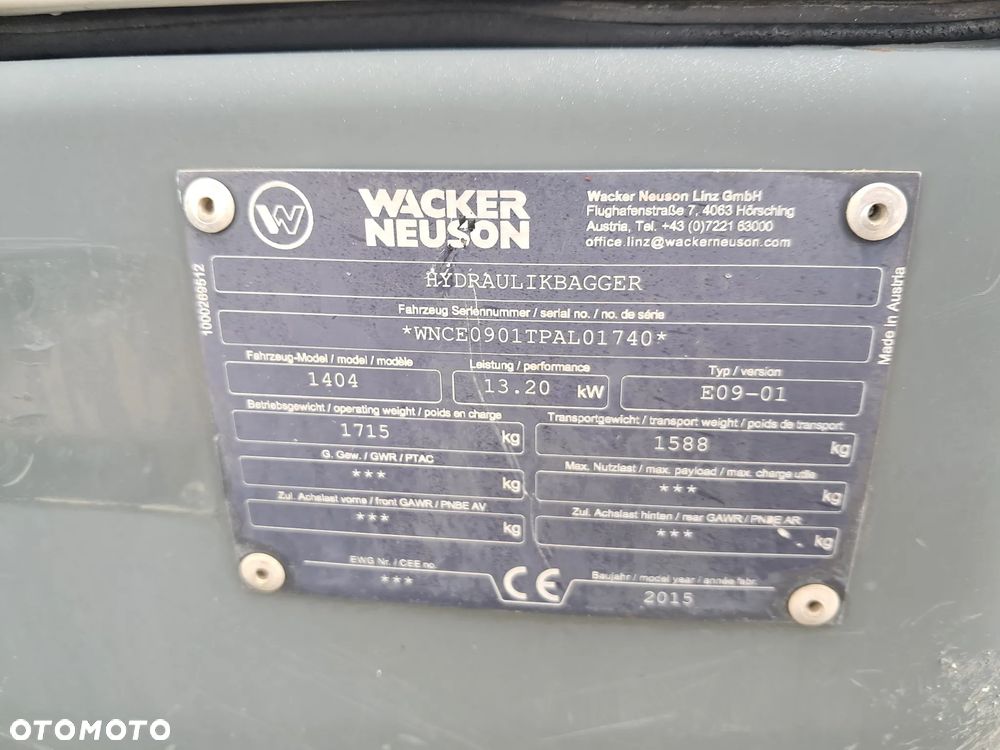 W
WACKER
NEUSON
Wacker Neuson Linz GmbH
Flughafenstraße 7, 4063 Hörsching
Austria, Tel. +43 (0)7221 63000
office.linz@wackerneuson.com
HYDRAULIKBAGGER
Fahrzeug Seriennummer / serial no. / no. de série
*WNCE0901TPAL01740*
1000269512
Made in Austria
Fahrzeug-Model / model / modèle
1404
Leistung / performance
13.20 kW
Typ / version
E09-01
Betriebsgewicht / operating weight / poids en charge
1715 kg
Transportgewicht / transport weight / poids de transport
1588 kg
G. Gew. / GWR / PTAC
*** kg
Max. Nutzlast / max. payload / max. charge utile
*** kg
Zul. Achslast vorne / front GAWR / PNBE AV
*** kg
Zul. Achslast hinten / rear GAWR / PNBE AR
*** kg
EWG Nr. / CEE no.
***
CE
Baujahr / model year / année fabr.
2015
OTOMOTO